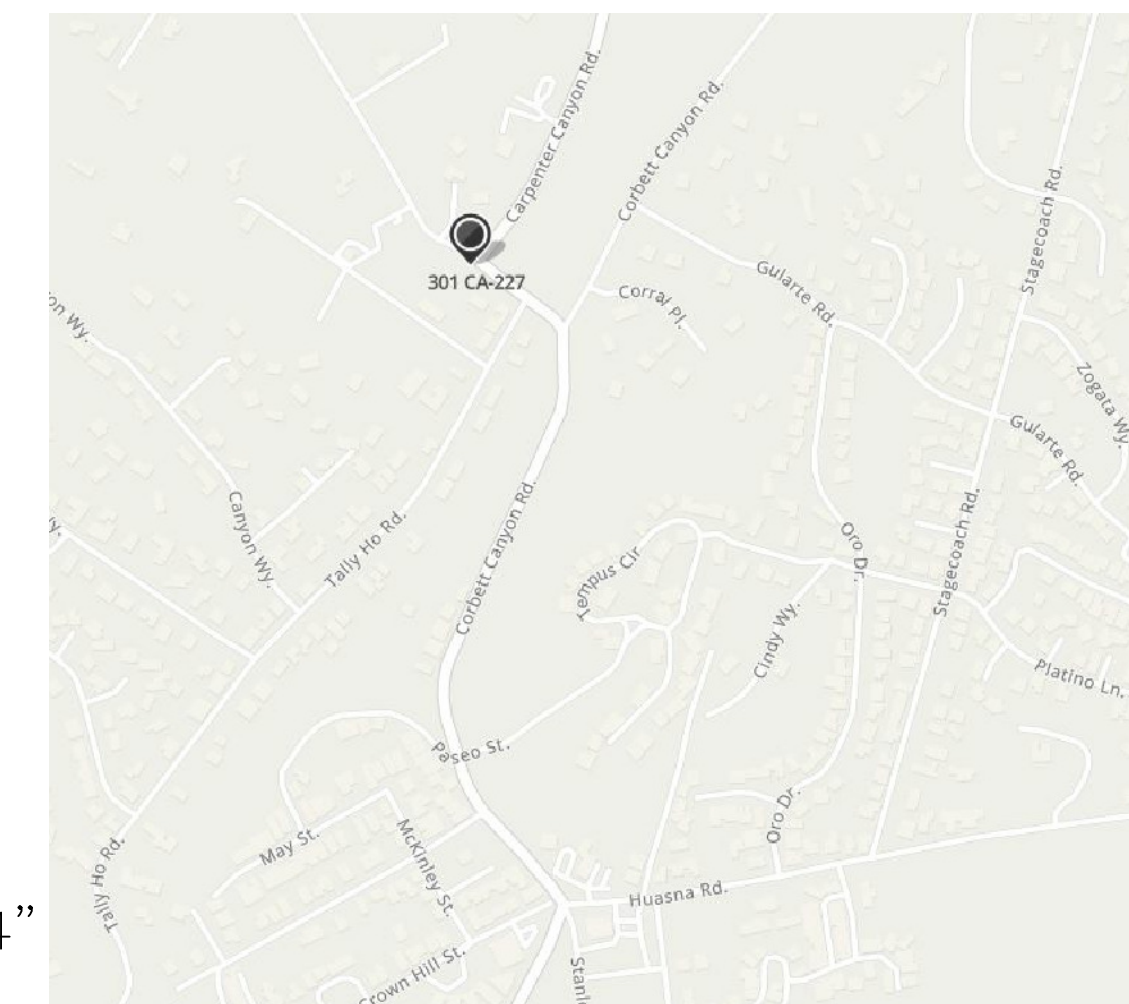 Carpenter Canyon Rd.
Corbett Canyon Rd.
Stagecoach Rd.
301 CA-227
Gularte Rd.
Corral Pl.
on Wy.
Zogata Wy.
Gularte Rd.
Canyon Wy.
Tally Ho Rd.
Corbett Canyon Rd.
Oro Dr.
Stagecoach Rd.
y.
Tempus Cir.
Cindy Wy.
Platino Ln.
Paseo St.
May St.
McKinley St.
Oro Dr.
Tally Ho Rd.
Huasna Rd.
4”
Crown Hill St.
Stanl